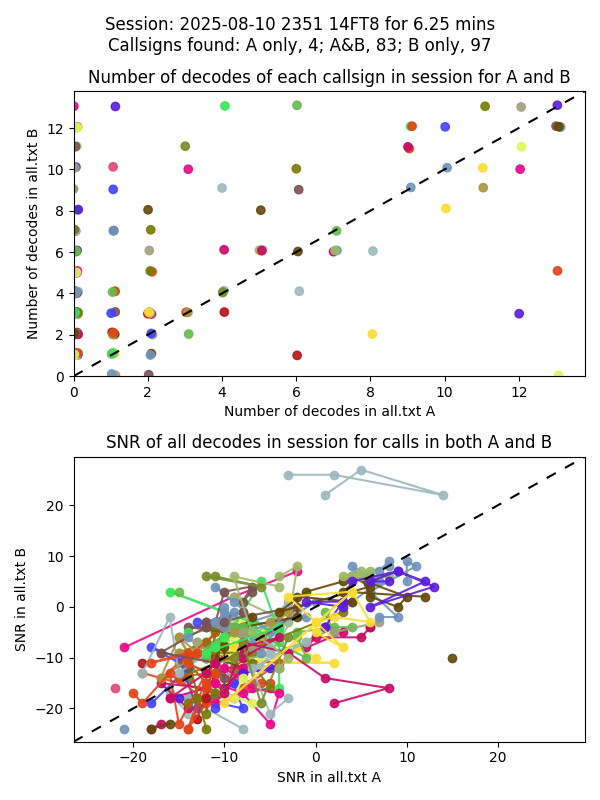 Session: 2025-08-10 2351 14FT8 for 6.25 mins
Callsigns found: A only, 4; A&B, 83; B only, 97
Number of decodes of each callsign in session for A and B
Number of decodes in all.txt B
12
10
8
6
4
2
0
0 2 4 6 8 10 12
Number of decodes in all.txt A
SNR of all decodes in session for calls in both A and B
SNR in all.txt B
20
10
0
−10
−20
−20 −10 0 10 20
SNR in all.txt A